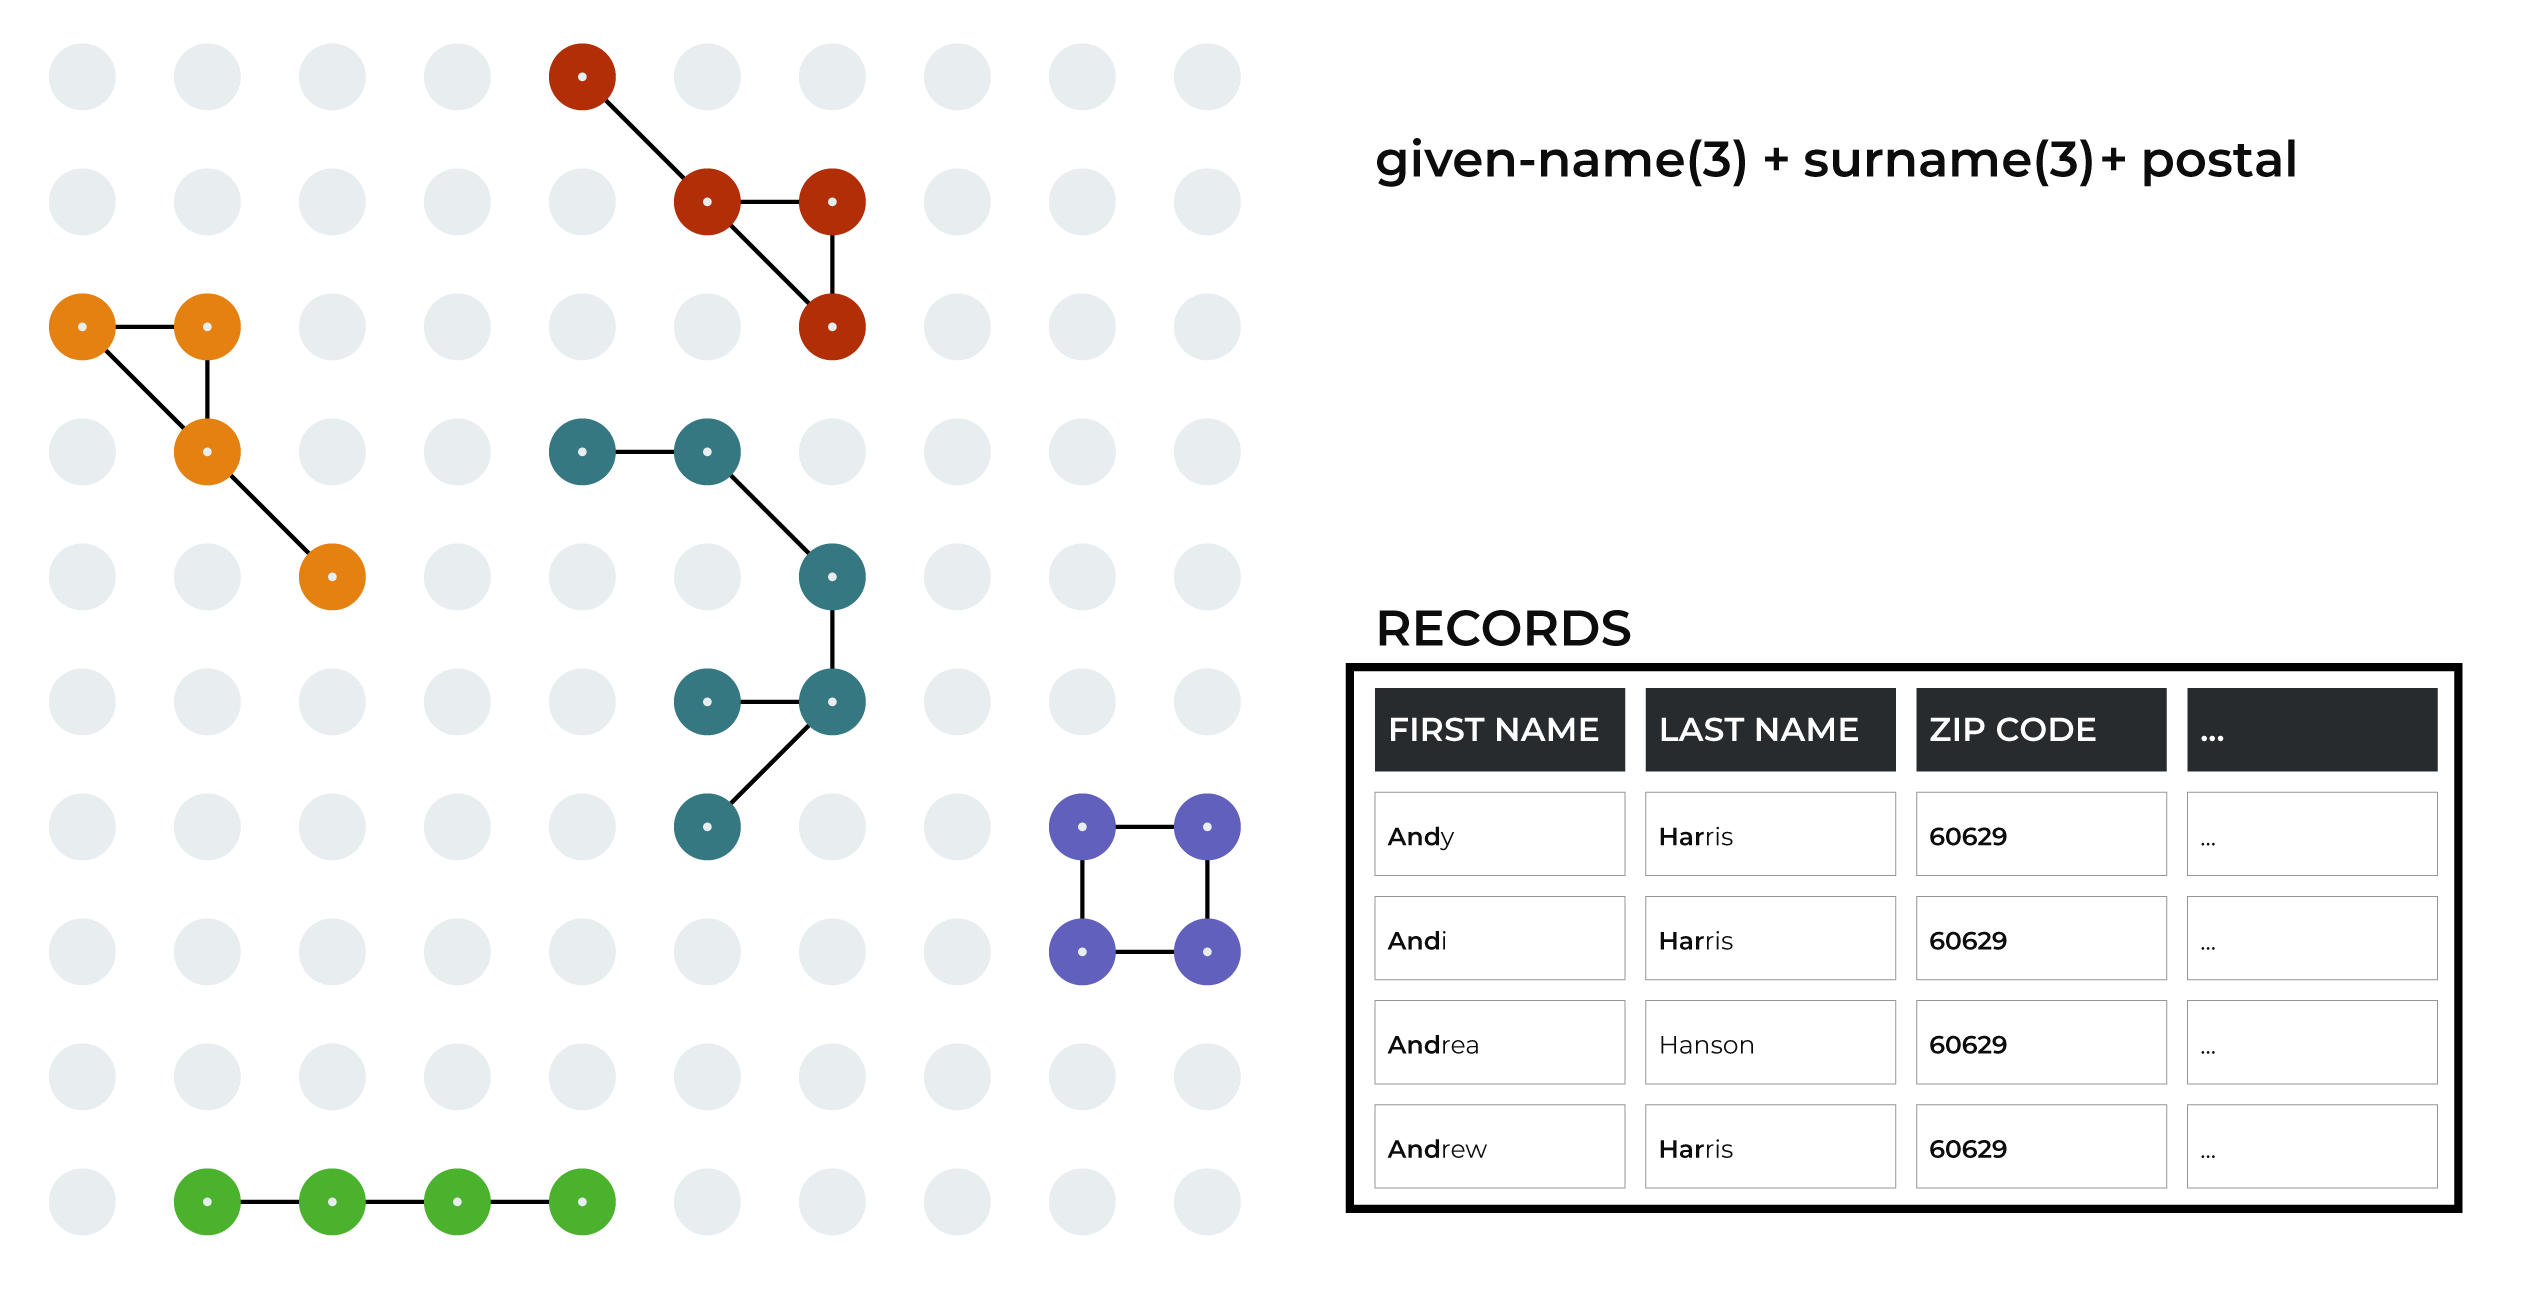 given-name(3) + surname(3)+ postal
RECORDS
FIRST NAME LAST NAME ZIP CODE ...
Andy Harris 60629 ...
Andi Harris 60629 ...
Andrea Hanson 60629 ...
Andrew Harris 60629 ...